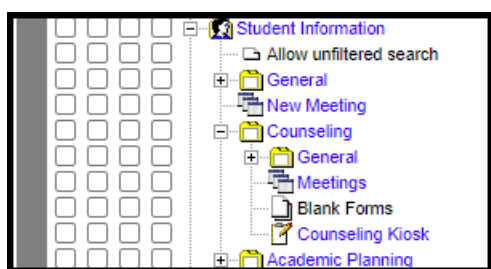 Student Information
Allow unfiltered search
General
New Meeting
Counseling
General
Meetings
Blank Forms
Counseling Kiosk
Academic Planning